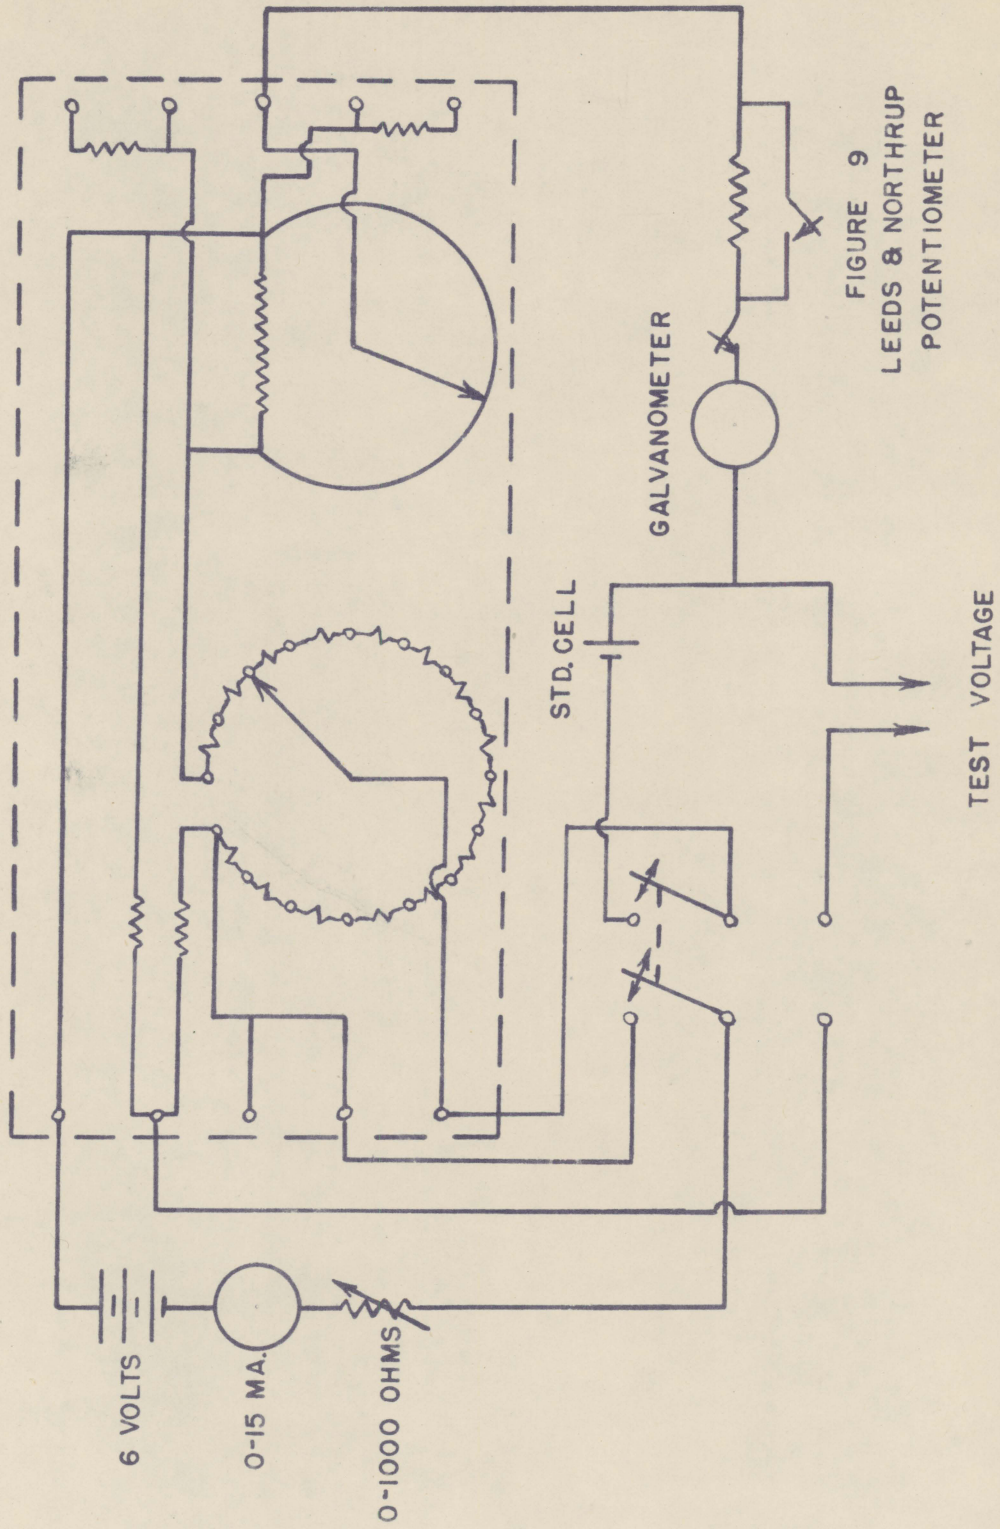 6 VOLTS
0-15 MA.
0-1000 OHMS
STD. CELL
GALVANOMETER
TEST VOLTAGE
FIGURE 9
LEEDS & NORTHRUP
POTENTIOMETER